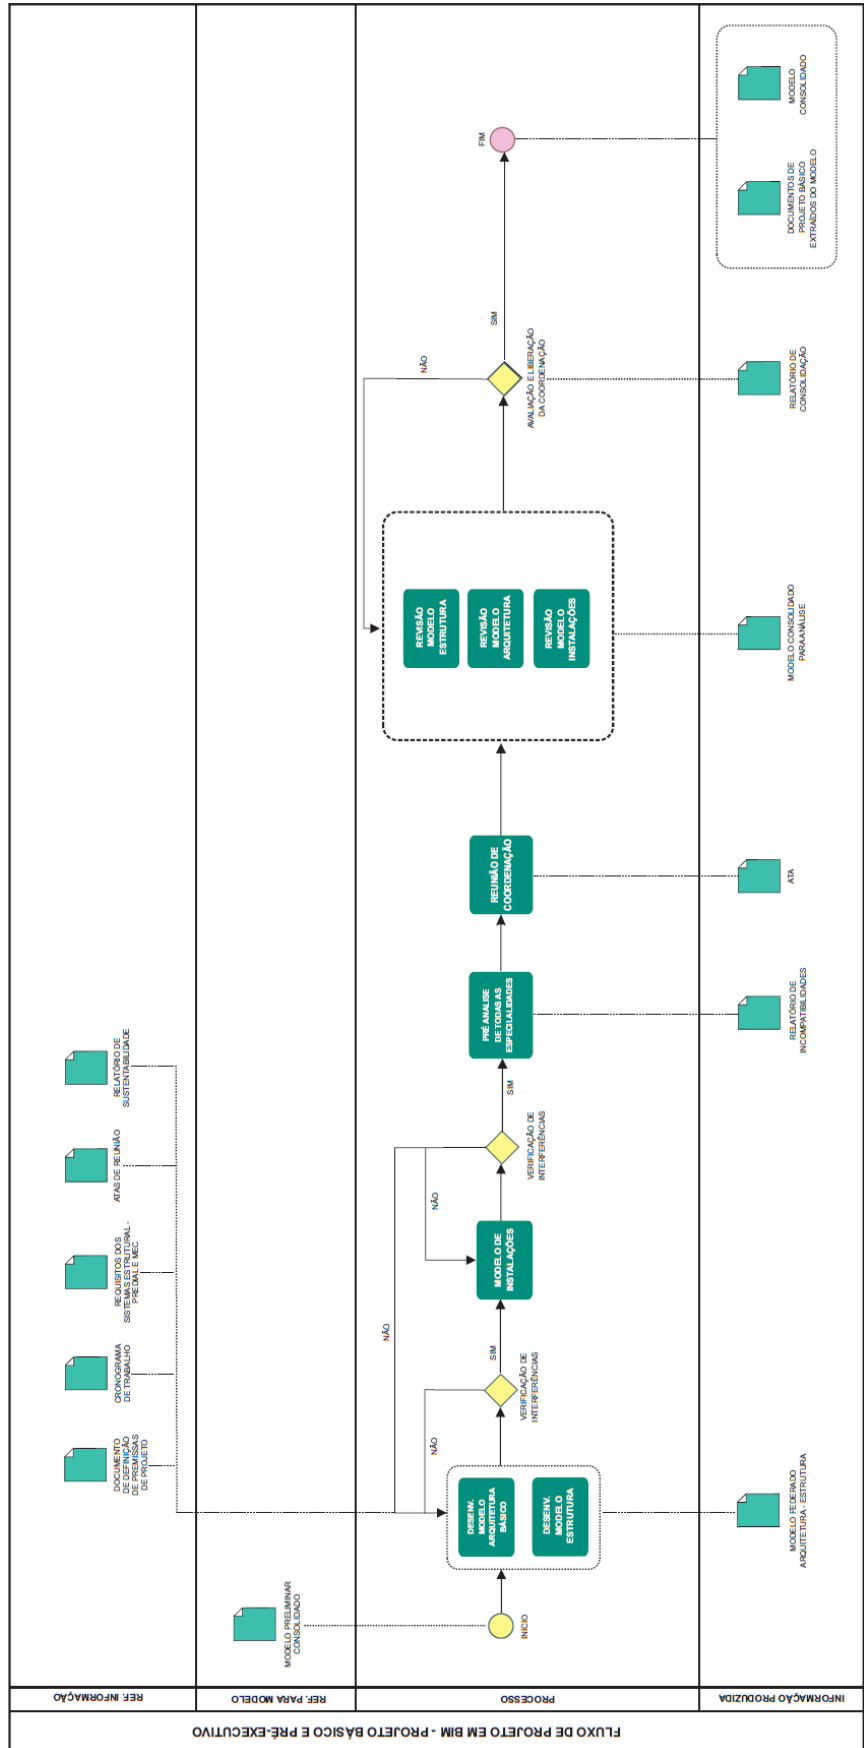 FLUXO DE PROJETO EM BIM - PROJETO BÁSICO E PRÉ-EXECUTIVO
REF. INFORMAÇÃO
DOCUMENTO
DE DEFINIÇÃO
DE PREMISSAS
DE PROJETO
CRONOGRAMA
DE TRABALHO
REQUISITOS DOS
SISTEMAS ESTRUTURAL -
PREDIAL E MEC
ATAS DE REUNIÃO
RELATÓRIO DE
SUSTENTABILIDADE
REF. PARA MODELO
MODELO PRELIMINAR
CONSOLIDADO
PROCESSO
INICIO
DESENV.
MODELO
ARQUITETURA
BÁSICO
DESENV.
MODELO
ESTRUTURA
NÃO
VERIFICAÇÃO DE
INTERFERÊNCIAS
SIM
NÃO
MODELO DE
INSTALAÇÕES
NÃO
VERIFICAÇÃO DE
INTERFERÊNCIAS
SIM
PRÉ ANALISE
DE TODAS AS
ESPECILALIDADES
REUNIÃO DE
COORDENAÇÃO
REVISÃO
MODELO
ESTRUTURA
REVISÃO
MODELO
ARQUITETURA
REVISÃO
MODELO
INSTALAÇÕES
NÃO
AVALIAÇÃO E LIBERAÇÃO
DA COORDENAÇÃO
SIM
FIM
INFORMAÇÃO PRODUZIDA
MODELO FEDERADO
ARQUITETURA - ESTRUTURA
RELATÓRIO DE
INCOMPATIBILIDADES
ATA
MODELO CONSOLIDADO
PARA ANÁLISE
RELATÓRIO DE
CONSOLIDAÇÃO
DOCUMENTOS DE
PROJETO BÁSICO
EXTRAÍDOS DO MODELO
MODELO
CONSOLIDADO